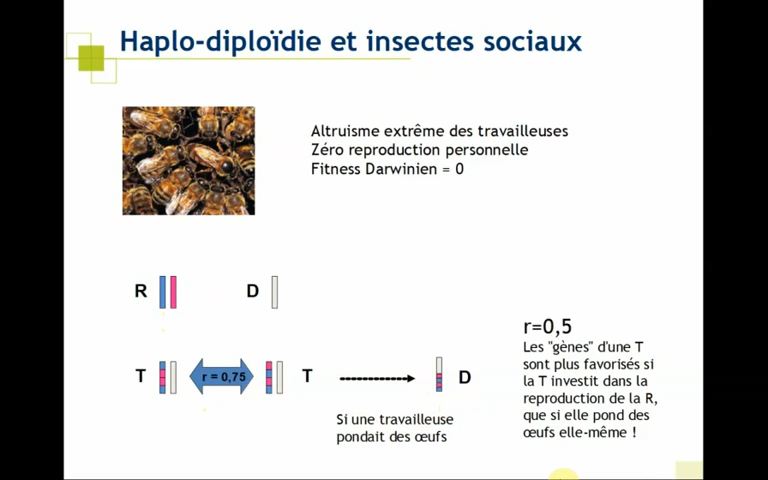 Haplo-diploïdie et insectes sociaux
Altruisme extrême des travailleuses
Zéro reproduction personnelle
Fitness Darwinien = 0
R
D
T
r = 0,75
T
D
Si une travailleuse
pondait des œufs
r=0,5
Les "gènes" d'une T
sont plus favorisés si
la T investit dans la
reproduction de la R,
que si elle pond des
œufs elle-même !